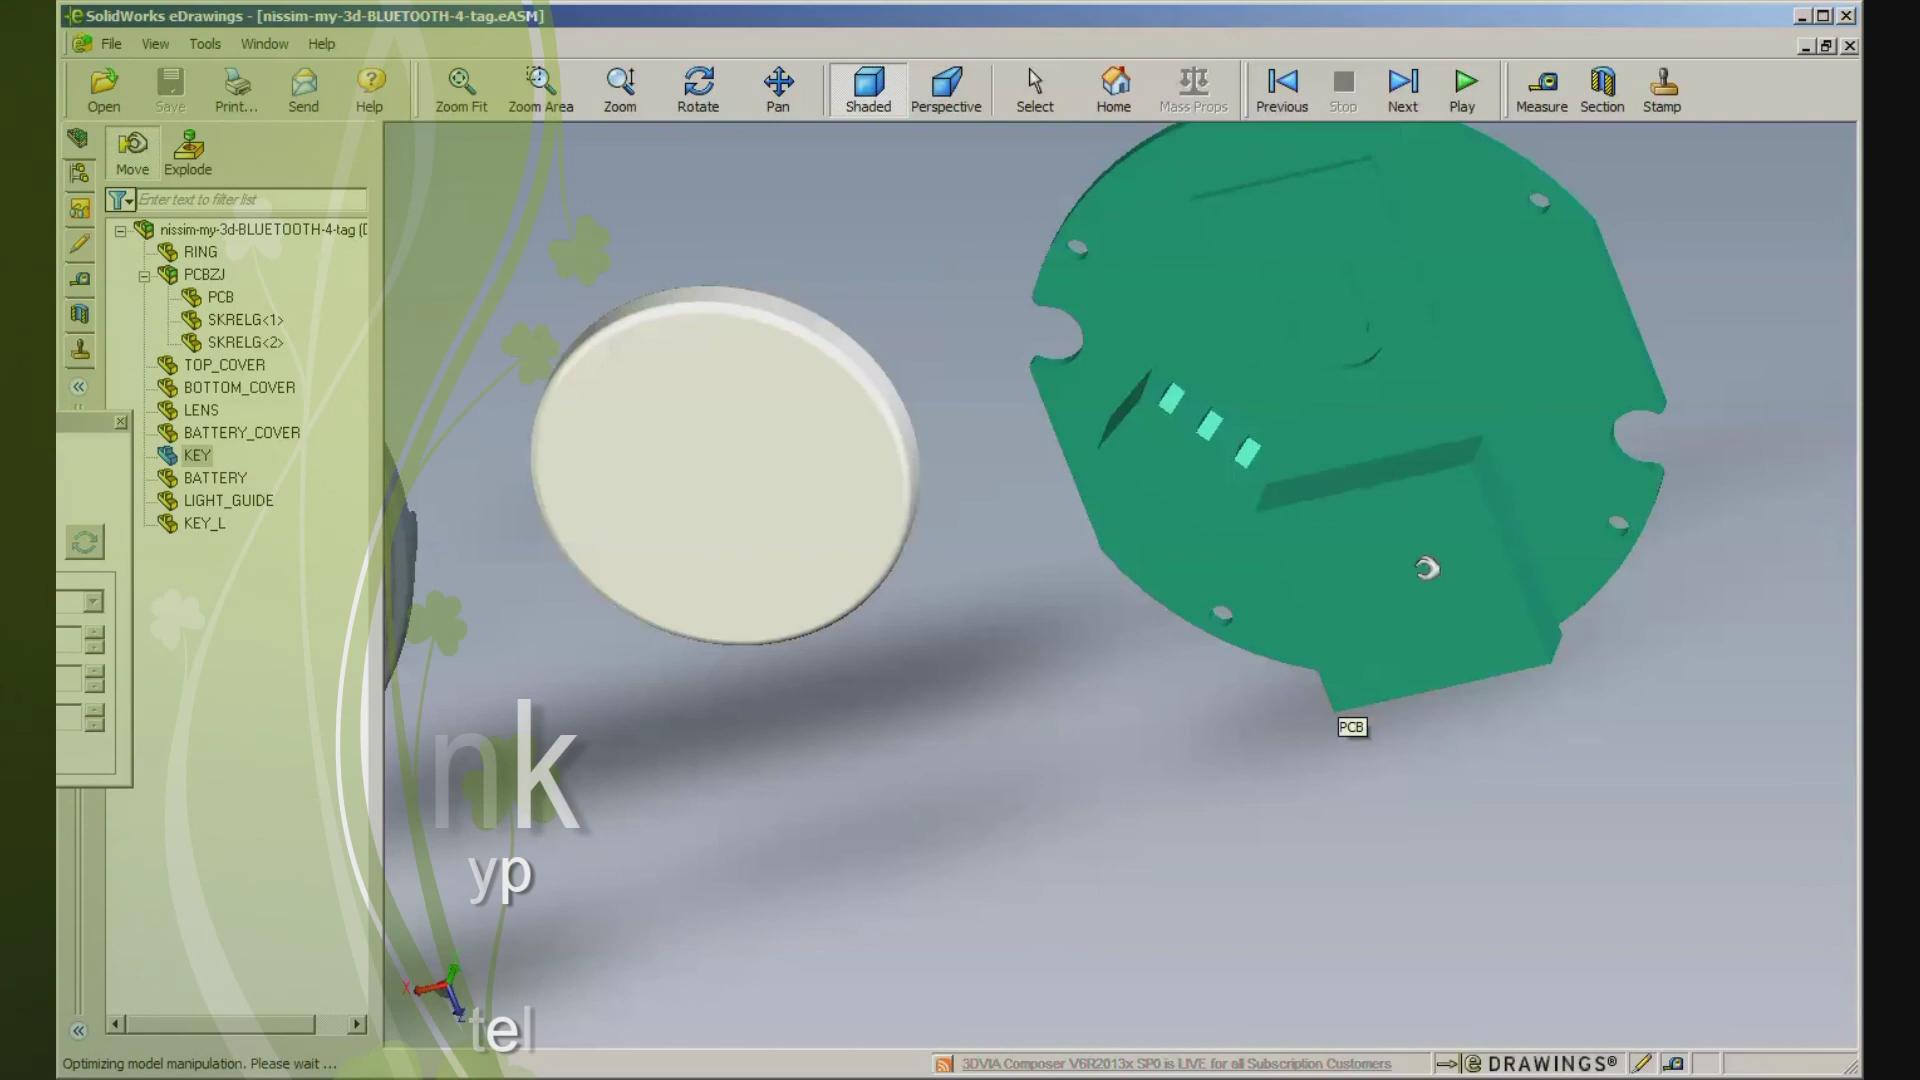 SolidWorks eDrawings - [nissim-my-3d-BLUETOOTH-4-tag.eASM]
File View Tools Window Help
Open Save Print... Send Help Zoom Fit Zoom Area Zoom Rotate Pan Shaded Perspective Select Home Mass Props Previous Stop Next Play Measure Section Stamp
Move Explode
Enter text to filter list
nissim-my-3d-BLUETOOTH-4-tag (D
RING
PCBZJ
PCB
SKRELG<1>
SKRELG<2>
TOP_COVER
BOTTOM_COVER
LENS
BATTERY_COVER
KEY
BATTERY
LIGHT_GUIDE
KEY_L
PCB
nk
yp
tel
X
Optimizing model manipulation. Please wait ...
3DVIA Composer V6R2013x SP0 is LIVE for all Subscription Customers
e DRAWINGS®